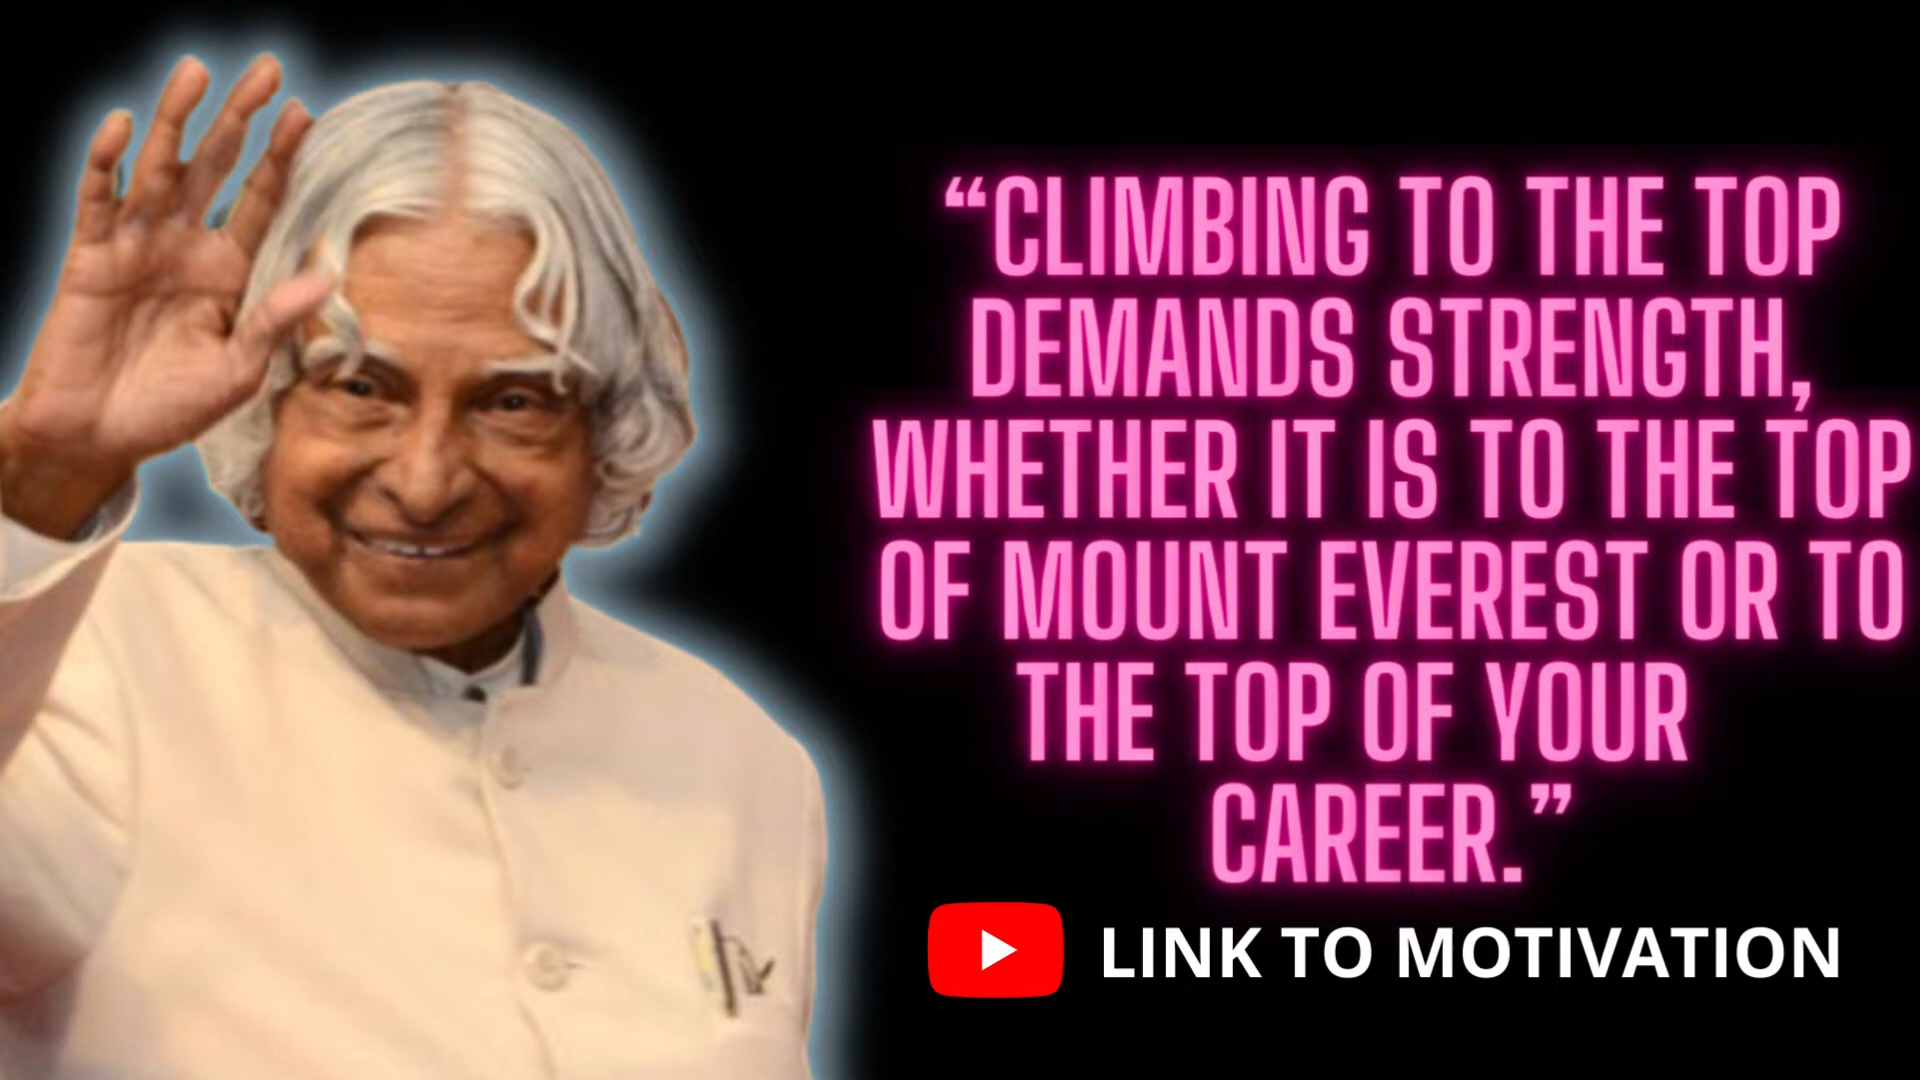 “CLIMBING TO THE TOP
DEMANDS STRENGTH,
WHETHER IT IS TO THE TOP
OF MOUNT EVEREST OR TO
THE TOP OF YOUR
CAREER.”
LINK TO MOTIVATION